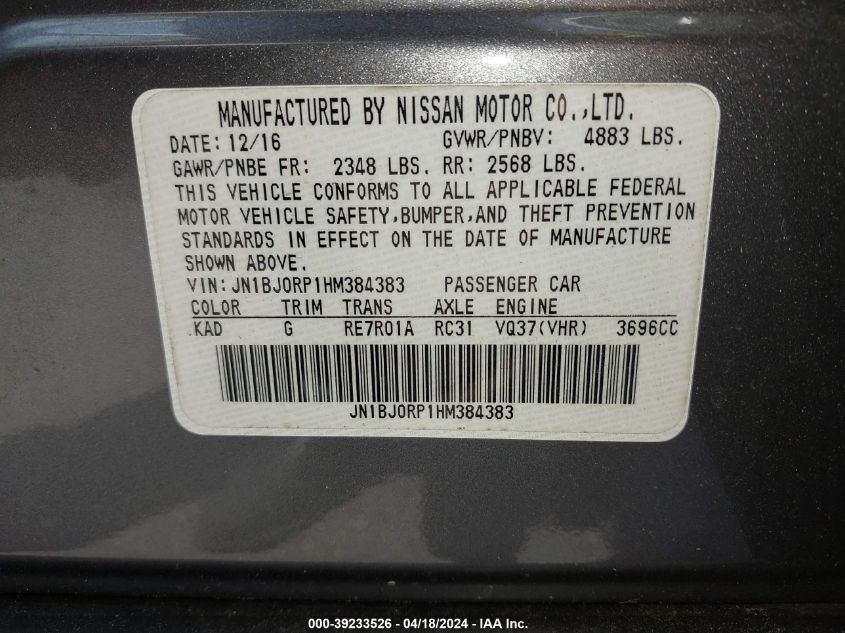 MANUFACTURED BY NISSAN MOTOR CO.,LTD.
DATE: 12/16 GVWR/PNBV: 4883 LBS.
GAWR/PNBE FR: 2348 LBS. RR: 2568 LBS.
THIS VEHICLE CONFORMS TO ALL APPLICABLE FEDERAL
MOTOR VEHICLE SAFETY,BUMPER,AND THEFT PREVENTION
STANDARDS IN EFFECT ON THE DATE OF MANUFACTURE
SHOWN ABOVE.
VIN:JN1BJ0RP1HM384383 PASSENGER CAR
COLOR TRIM TRANS AXLE ENGINE
KAD G RE7R01A RC31 VQ37(VHR) 3696CC
JN1BJ0RP1HM384383
000-39233526 - 04/18/2024 - IAA Inc.